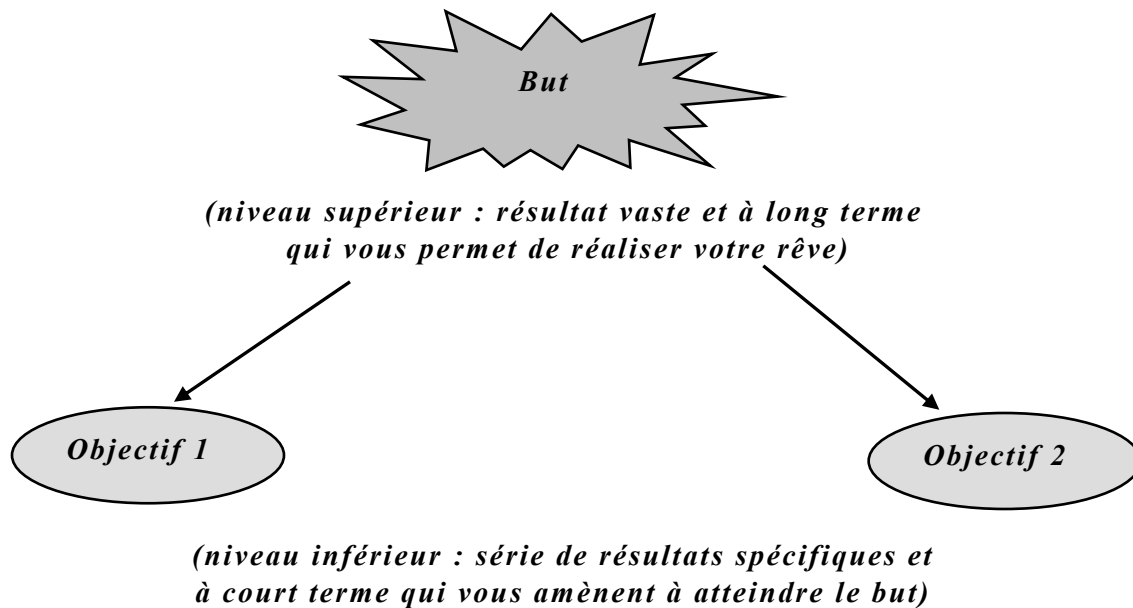 But
(niveau supérieur : résultat vaste et à long terme
qui vous permet de réaliser votre rêve)
Objectif 1
Objectif 2
(niveau inférieur : série de résultats spécifiques et
à court terme qui vous amènent à atteindre le but)